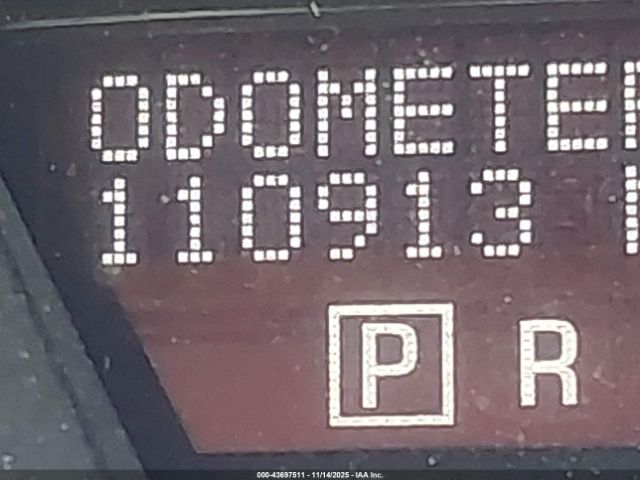 ODOMETE
110913
P R
000-43697511 - 11/14/2025 - IAA Inc.